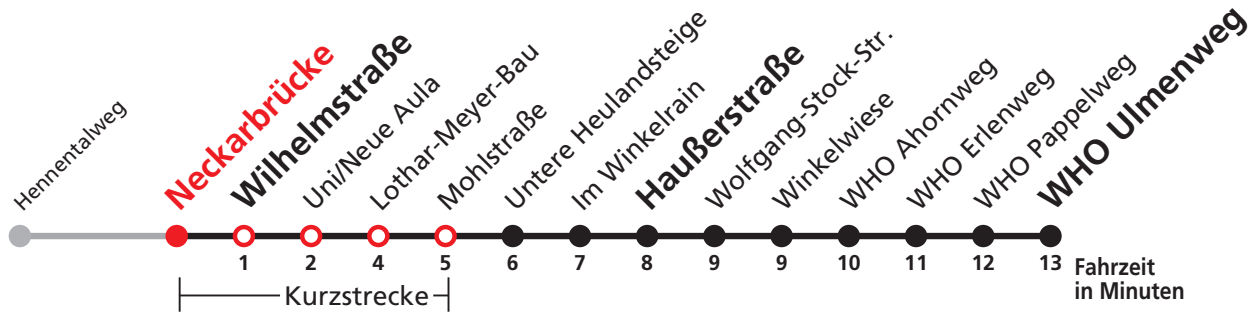 Hennentalweg
Neckarbrücke
Wilhelmstraße
Uni/Neue Aula
Lothar-Meyer-Bau
Mohlstraße
Untere Heulandsteige
Im Winkelrain
Haußerstraße
Wolfgang-Stock-Str.
Winkelwiese
WHO Ahornweg
WHO Erlenweg
WHO Pappelweg
WHO Ulmenweg
1 2 4 5 6 7 8 9 9 10 11 12 13
Fahrzeit
in Minuten
Kurzstrecke